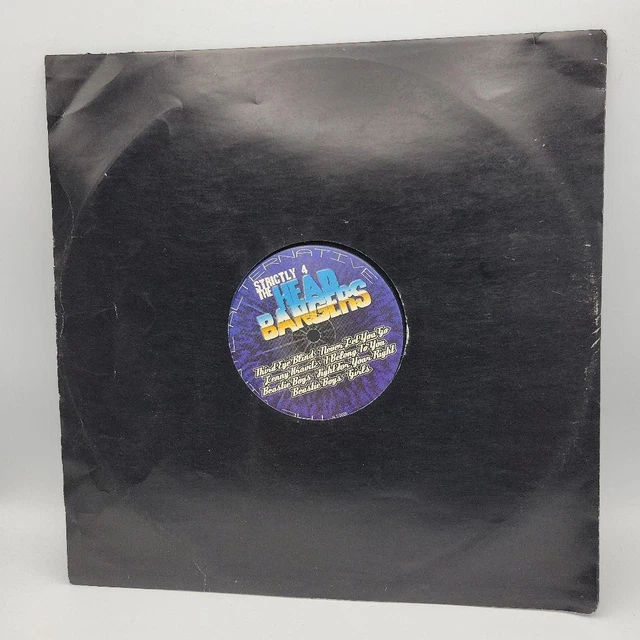 ALTERNATIVE
STRICTLY 4
THE
HEAD
BANGERS
Third Eye Blind "Never Let You Go"
Lenny Kravitz "I Belong To You"
Beastie Boys "Fight For Your Right"
Beastie Boys "Girls"